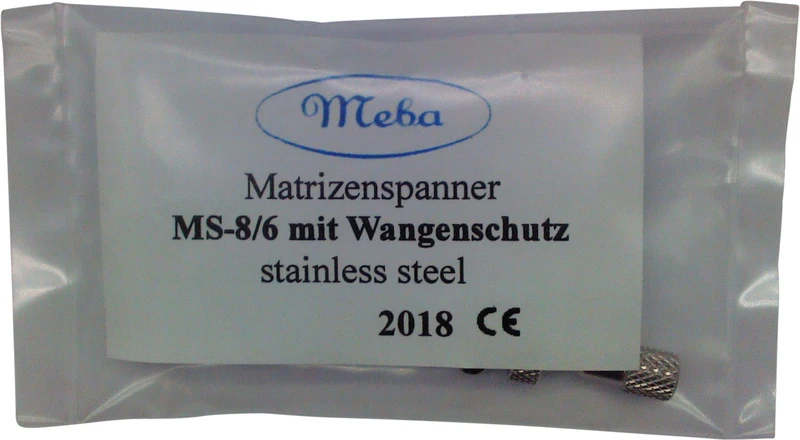 Meba
Matrizenspanner
MS-8/6 mit Wangenschutz
stainless steel
2018 CE